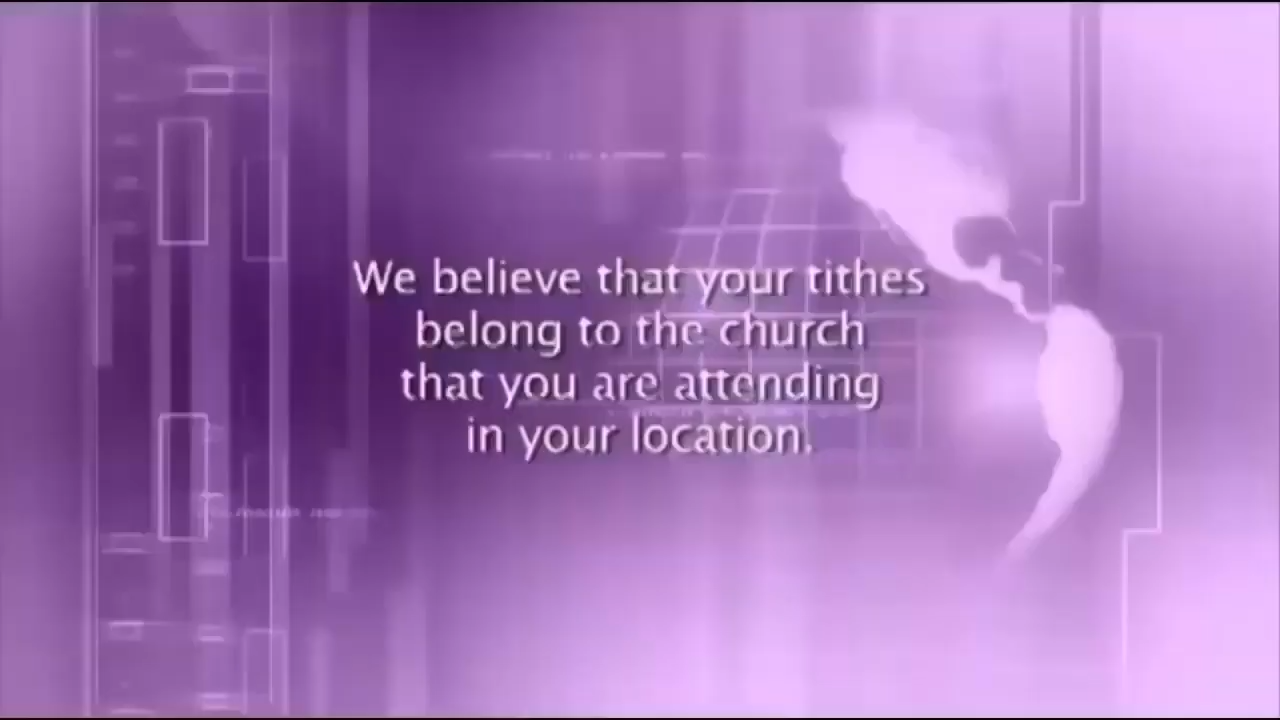 We believe that your tithes
belong to the church
that you are attending
in your location.